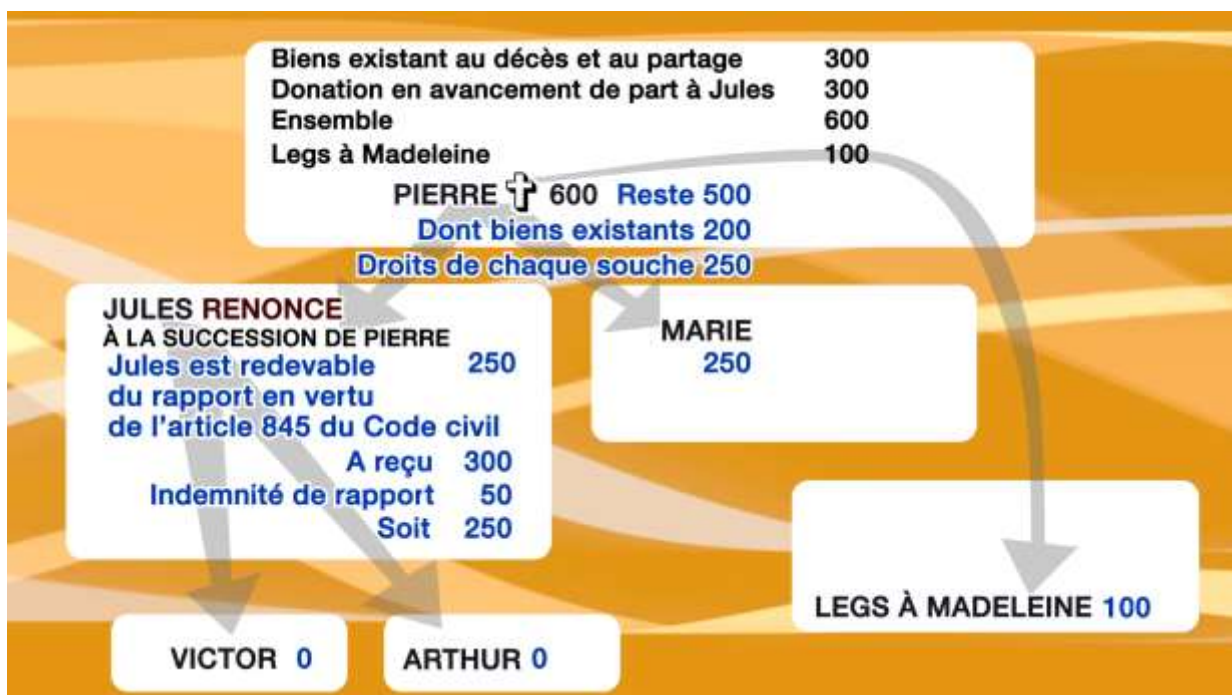 Biens existant au décès et au partage 300
Donation en avancement de part à Jules 300
Ensemble 600
Legs à Madeleine 100
PIERRE ✝ 600 Reste 500
Dont biens existants 200
Droits de chaque souche 250
JULES RENONCE
À LA SUCCESSION DE PIERRE
Jules est redevable 250
du rapport en vertu
de l'article 845 du Code civil
A reçu 300
Indemnité de rapport 50
Soit 250
MARIE
250
LEGS À MADELEINE 100
VICTOR 0
ARTHUR 0